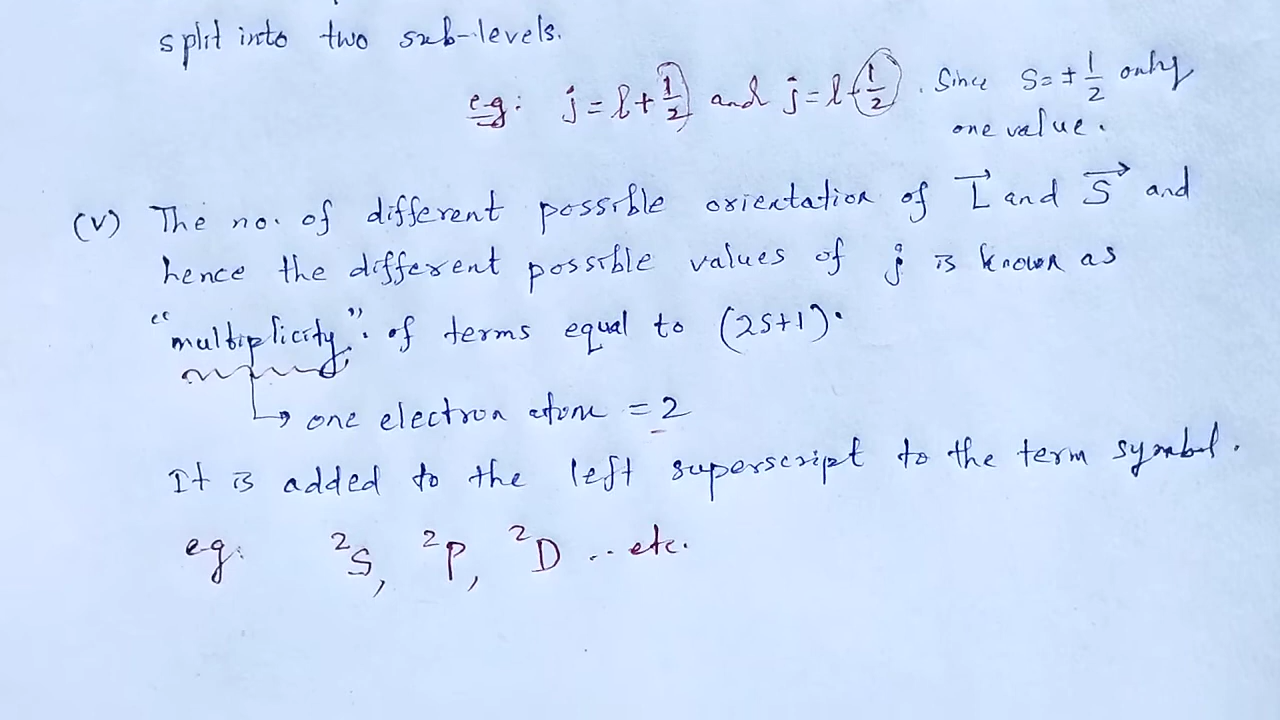 split into two sub-levels.
e.g: j = l + 1/2 and j = l - 1/2 . Since S = ± 1/2 only
one value.
(V) The no. of different possible orientation of L⃗ and S⃗ and
hence the different possible values of j is known as
"multiplicity". of terms equal to (2S+1).
↳ one electron atom = 2
It is added to the left superscript to the term symbol.
eg: ²S, ²P, ²D ... etc.